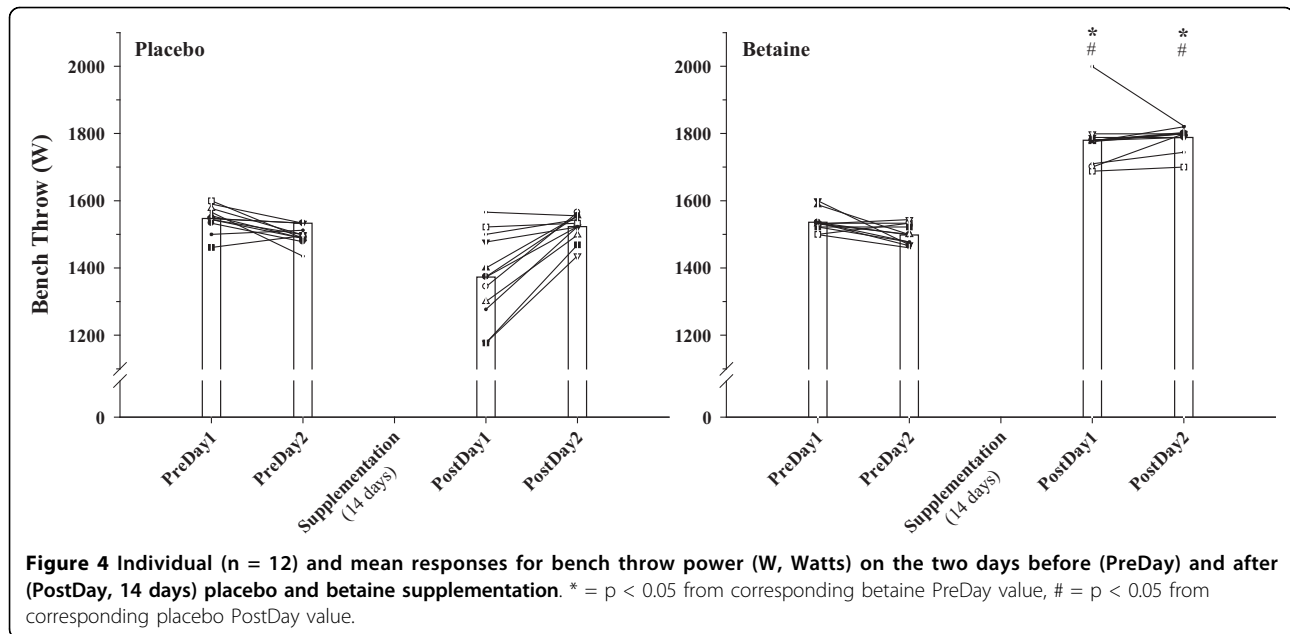 Placebo
Betaine
* *
# #
Bench Throw (W)
2000
1800
1600
1400
1200
0
2000
1800
1600
1400
1200
0
PreDay1
PreDay2
Supplementation
(14 days)
PostDay1
PostDay2
PreDay1
PreDay2
Supplementation
(14 days)
PostDay1
PostDay2
Figure 4 Individual (n = 12) and mean responses for bench throw power (W, Watts) on the two days before (PreDay) and after
(PostDay, 14 days) placebo and betaine supplementation. * = p < 0.05 from corresponding betaine PreDay value, # = p < 0.05 from
corresponding placebo PostDay value.